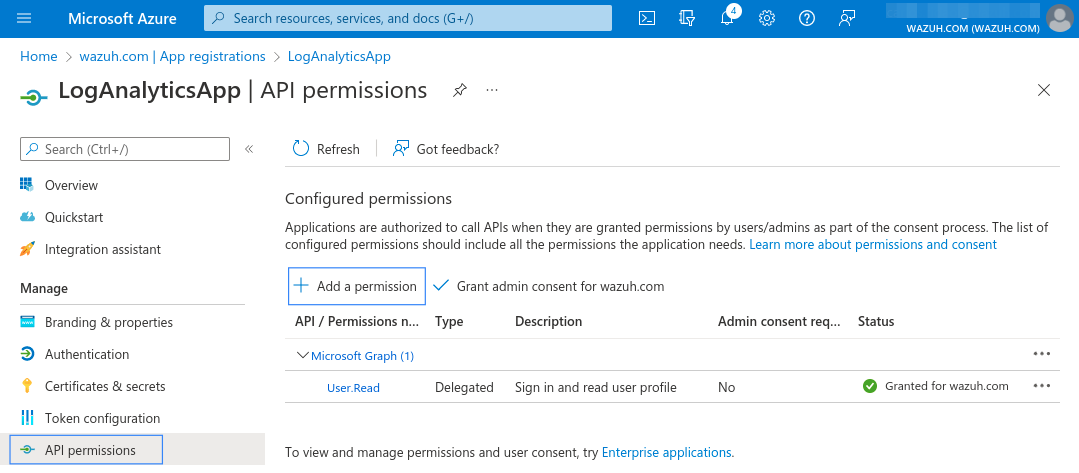 Microsoft Azure
Search resources, services, and docs (G+/)
4
WAZUH.COM (WAZUH.COM)
Home > wazuh.com | App registrations > LogAnalyticsApp
LogAnalyticsApp | API permissions
Search (Ctrl+/)
«
Overview
Quickstart
Integration assistant
Manage
Branding & properties
Authentication
Certificates & secrets
Token configuration
API permissions
Refresh
Got feedback?
Configured permissions
Applications are authorized to call APIs when they are granted permissions by users/admins as part of the consent process. The list of
configured permissions should include all the permissions the application needs. Learn more about permissions and consent
Add a permission
Grant admin consent for wazuh.com
API / Permissions n... Type Description Admin consent req... Status
Microsoft Graph (1)
User.Read Delegated Sign in and read user profile No Granted for wazuh.com
To view and manage permissions and user consent, try Enterprise applications.